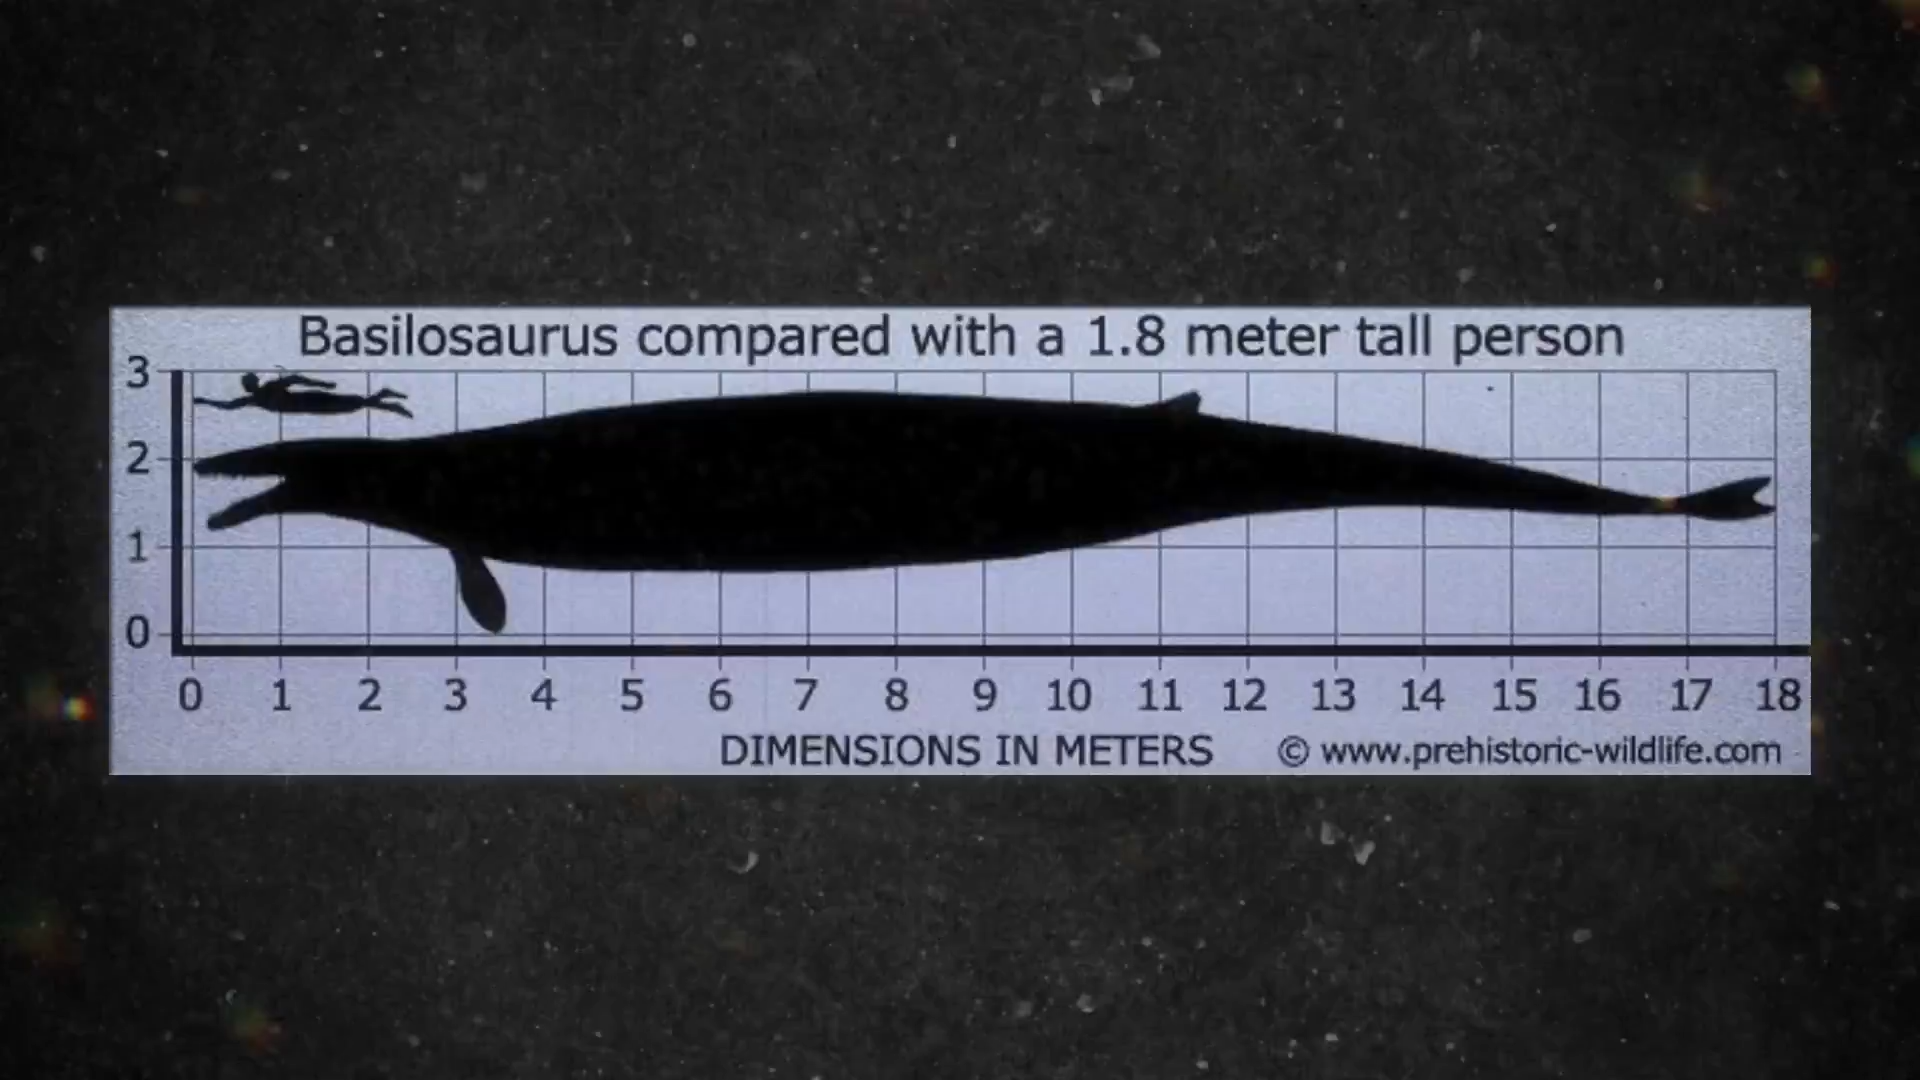 Basilosaurus compared with a 1.8 meter tall person
3
2
1
0
0 1 2 3 4 5 6 7 8 9 10 11 12 13 14 15 16 17 18
DIMENSIONS IN METERS © www.prehistoric-wildlife.com